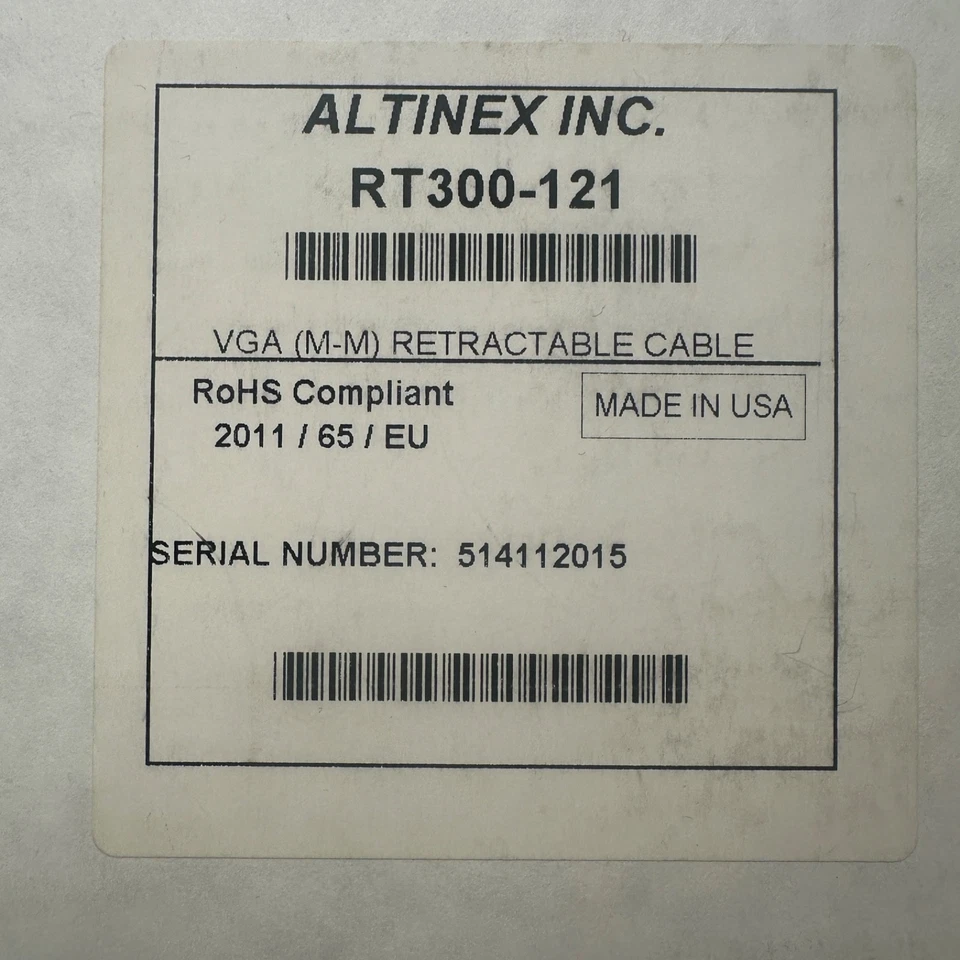 ALTINEX INC.
RT300-121
VGA (M-M) RETRACTABLE CABLE
RoHS Compliant
2011 / 65 / EU
MADE IN USA
SERIAL NUMBER: 514112015